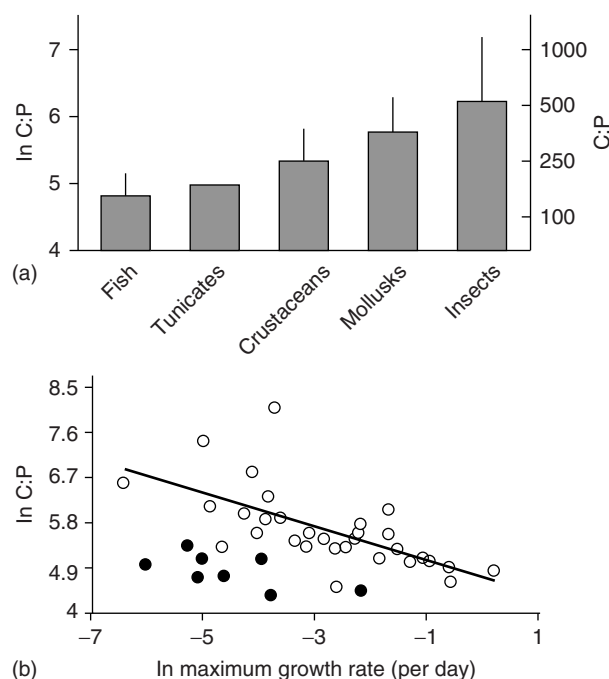 7
6
5
4
ln C:P
1000
500
250
100
C:P
(a)
Fish
Tunicates
Crustaceans
Mollusks
Insects
8.5
7.6
6.7
5.8
4.9
4
ln C:P
−7
−5
−3
−1
1
(b)
ln maximum growth rate (per day)